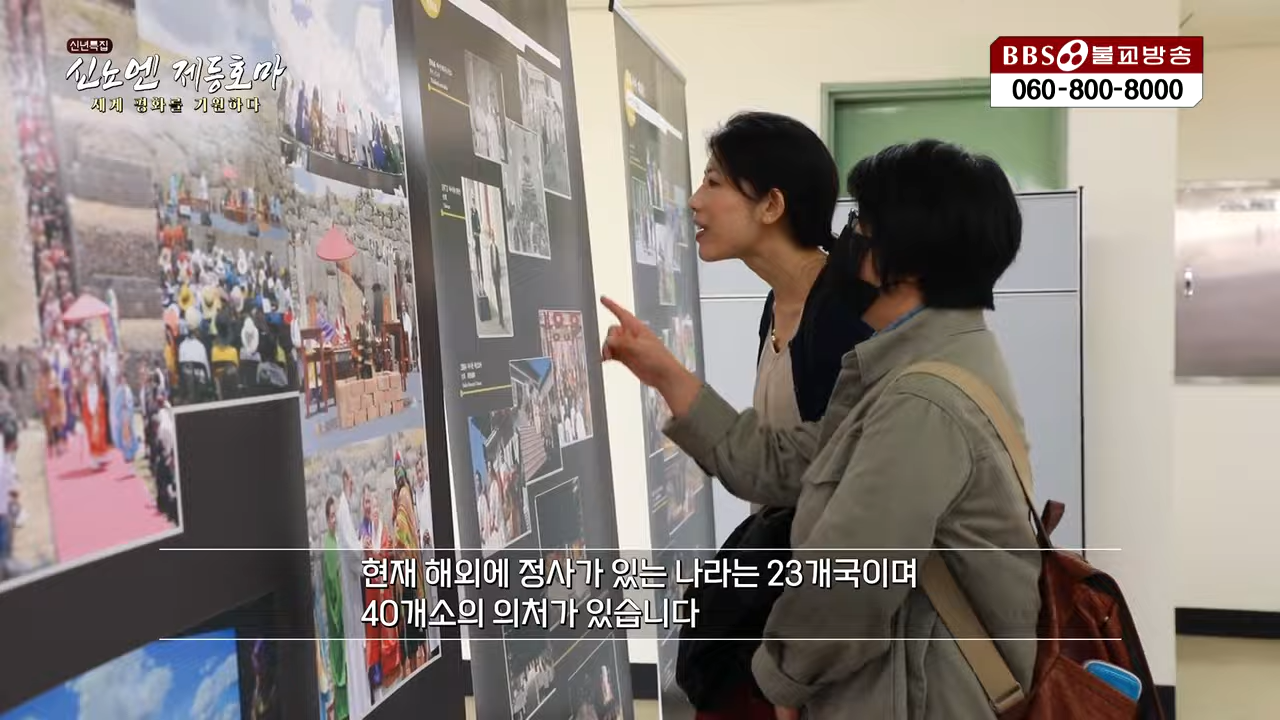 신년특집
신뇨엔 제등호마
세계 평화를 기원하다
BBS 불교방송
060-800-8000
현재 해외에 정사가 있는 나라는 23개국이며
40개소의 의처가 있습니다